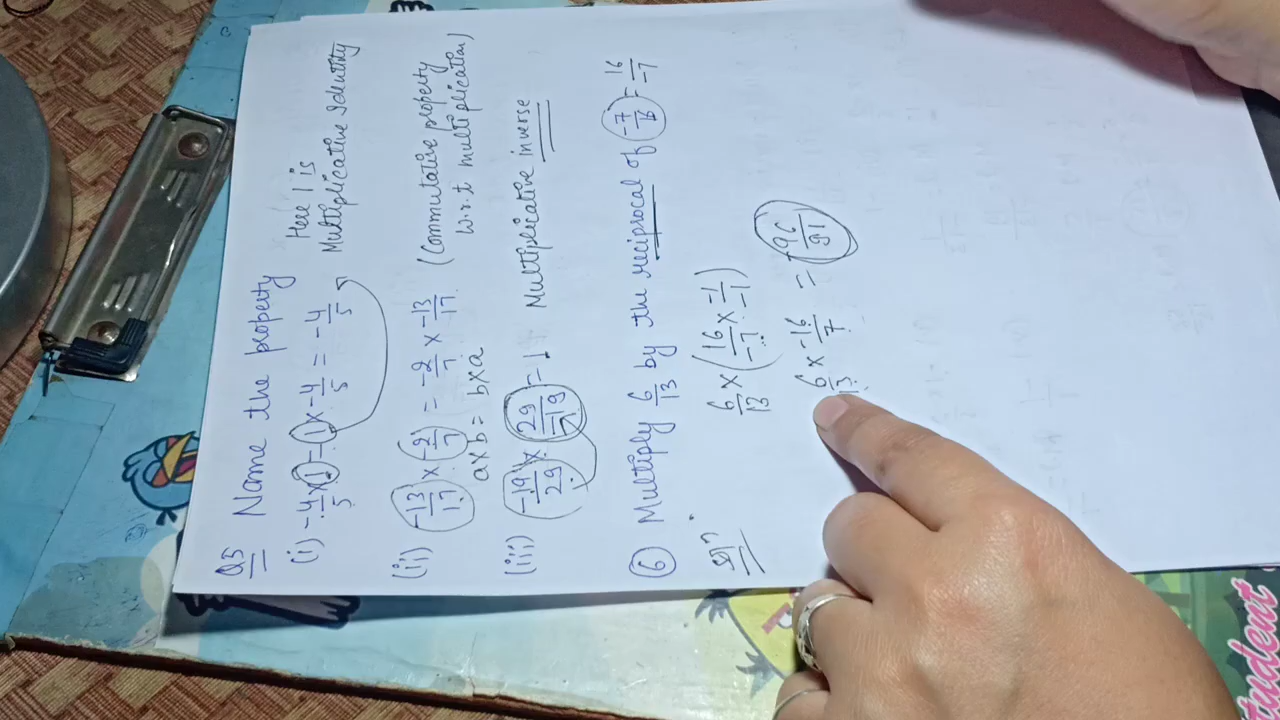 Q5 Name the property
(i) -4/5 × 1 = 1 × -4/5 = -4/5 Here 1 is
Multiplicative Identity
(ii) -13/17 × -2/7 = -2/7 × -13/17 (Commutative property
w.r.t multiplication)
a×b = b×a
(iii) -19/29 × 29/-19 = 1 Multiplicative inverse
6 Multiply 6/13 by the reciprocal of -7/16 = 16/-7
Sol? 6/13 × (16/-7 × -1/-1)
6/13 × -16/7 = -96/91
tudent